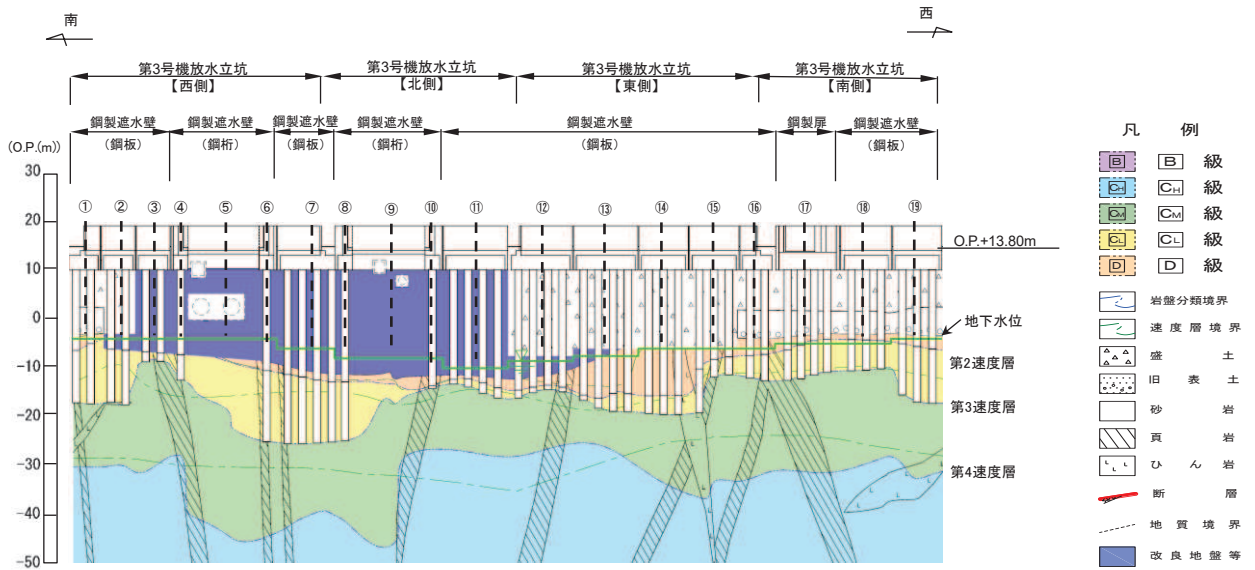 南
西
第3号機放水立坑
【西側】
第3号機放水立坑
【北側】
第3号機放水立坑
【東側】
第3号機放水立坑
【南側】
鋼製遮水壁
(鋼板)
鋼製遮水壁
(鋼桁)
鋼製遮水壁
(鋼板)
鋼製遮水壁
(鋼桁)
鋼製遮水壁
(鋼板)
鋼製扉
鋼製遮水壁
(鋼板)
(O.P.(m))
30
20
10
0
-10
-20
-30
-40
-50
① ② ③ ④ ⑤ ⑥ ⑦ ⑧ ⑨ ⑩ ⑪ ⑫ ⑬ ⑭ ⑮ ⑯ ⑰ ⑱ ⑲
O.P.+13.80m
地下水位
第2速度層
第3速度層
第4速度層
凡 例
B B 級
CH CH 級
CM CM 級
CL CL 級
D D 級
岩盤分類境界
速度層境界
盛 土
旧表土
砂 岩
頁 岩
ひん岩
断 層
地質境界
改良地盤等